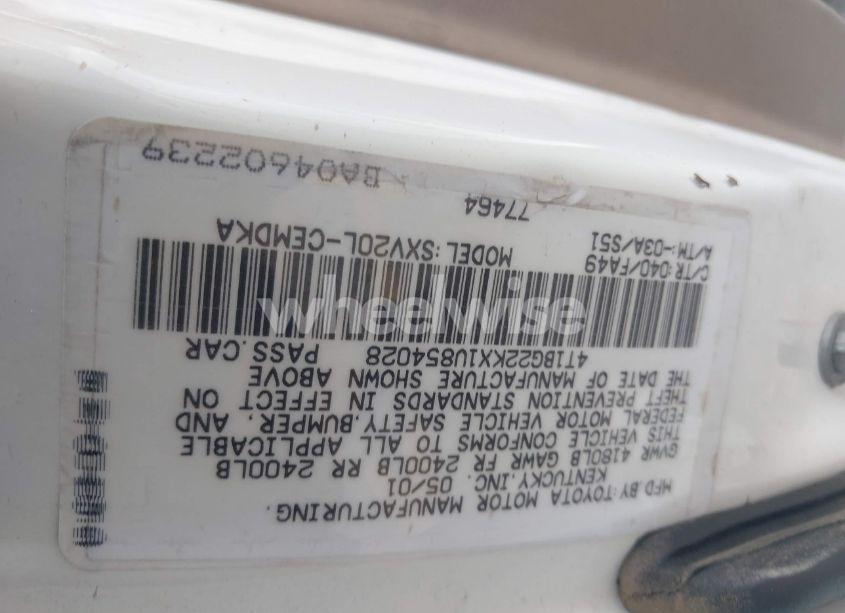 MFD.BY:TOYOTA MOTOR MANUFACTURING.
KENTUCKY.INC. 05/01
GVWR 4180LB GAWR FR 2400LB RR 2400LB
THIS VEHICLE CONFORMS TO ALL APPLICABLE
FEDERAL MOTOR VEHICLE SAFETY.BUMPER. AND
THEFT PREVENTION STANDARDS IN EFFECT ON
THE DATE OF MANUFACTURE SHOWN ABOVE
4T1BG22KX1U854028 PASS.CAR
wheelwise
C/TR:040/FA49 MODEL:SXV20L-CEMDKA
A/TM:-03A/S51
77464
BA04602239